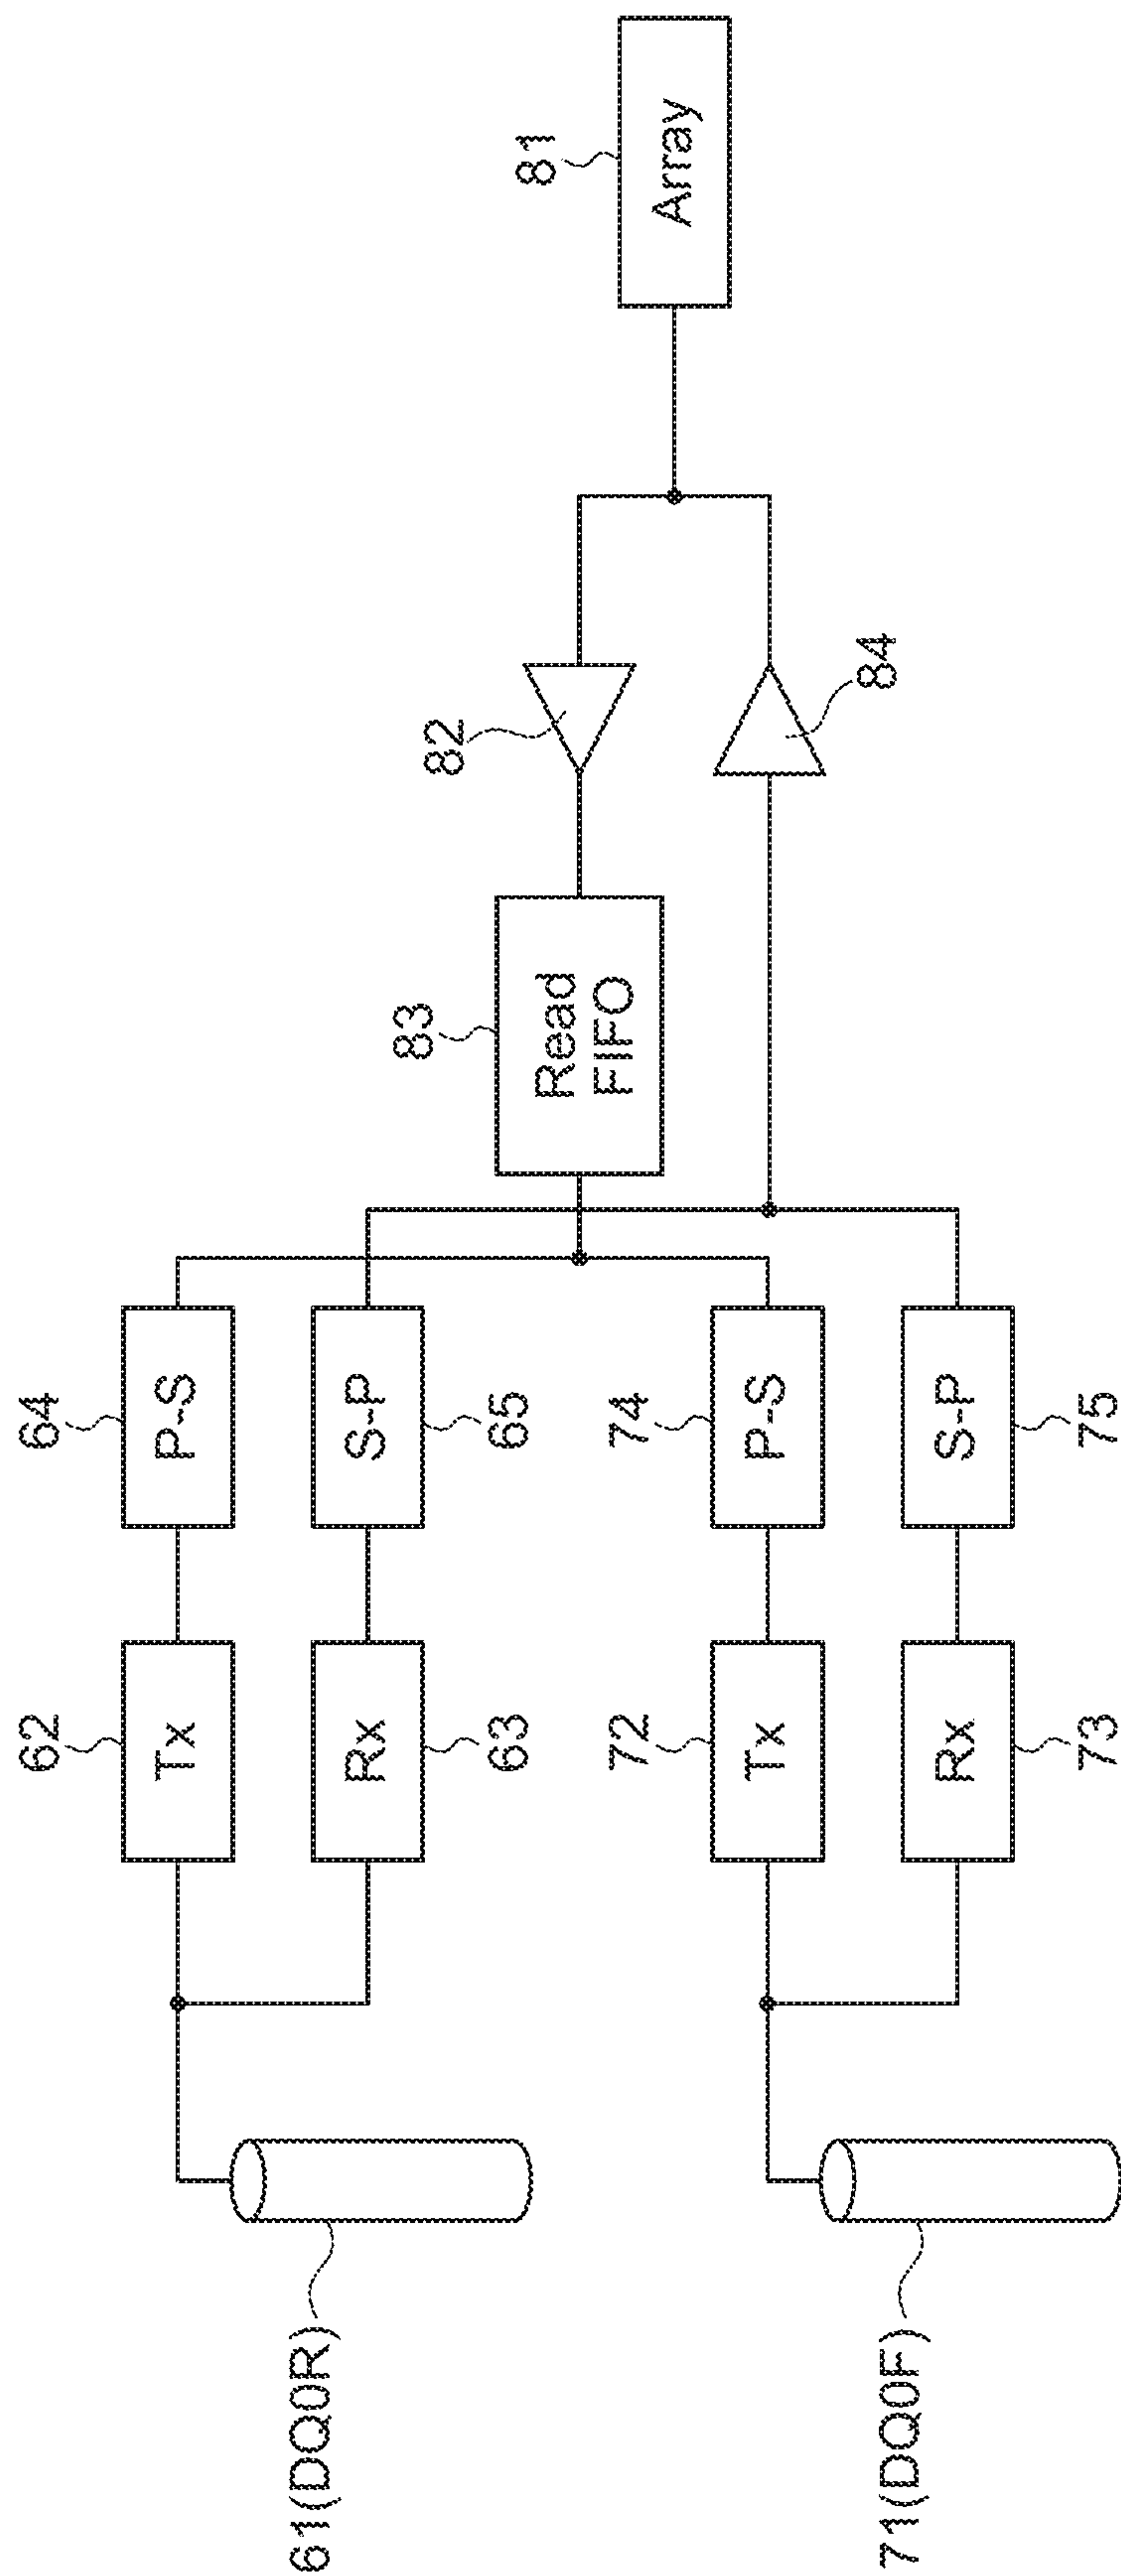 61(DQ0R)
62
Tx
64
P-S
Rx
63
S-P
65
83
Read
FIFO
82
81
Array
84
71(DQ0F)
72
Tx
74
P-S
Rx
73
S-P
75